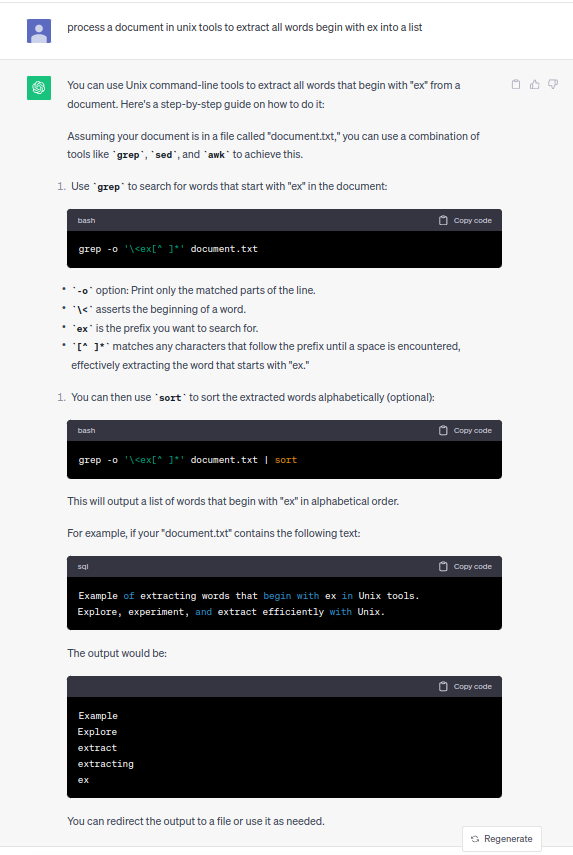 process a document in unix tools to extract all words begin with ex into a list
You can use Unix command-line tools to extract all words that begin with "ex" from a
document. Here's a step-by-step guide on how to do it:
Assuming your document is in a file called "document.txt," you can use a combination of
tools like `grep`, `sed`, and `awk` to achieve this.
1. Use `grep` to search for words that start with "ex" in the document:
bash Copy code
grep -o '\<ex[^ ]*' document.txt
• `-o` option: Print only the matched parts of the line.
• `\<` asserts the beginning of a word.
• `ex` is the prefix you want to search for.
• `[^ ]*` matches any characters that follow the prefix until a space is encountered,
effectively extracting the word that starts with "ex."
1. You can then use `sort` to sort the extracted words alphabetically (optional):
bash Copy code
grep -o '\<ex[^ ]*' document.txt | sort
This will output a list of words that begin with "ex" in alphabetical order.
For example, if your "document.txt" contains the following text:
sql Copy code
Example of extracting words that begin with ex in Unix tools.
Explore, experiment, and extract efficiently with Unix.
The output would be:
Copy code
Example
Explore
extract
extracting
ex
You can redirect the output to a file or use it as needed.
Regenerate